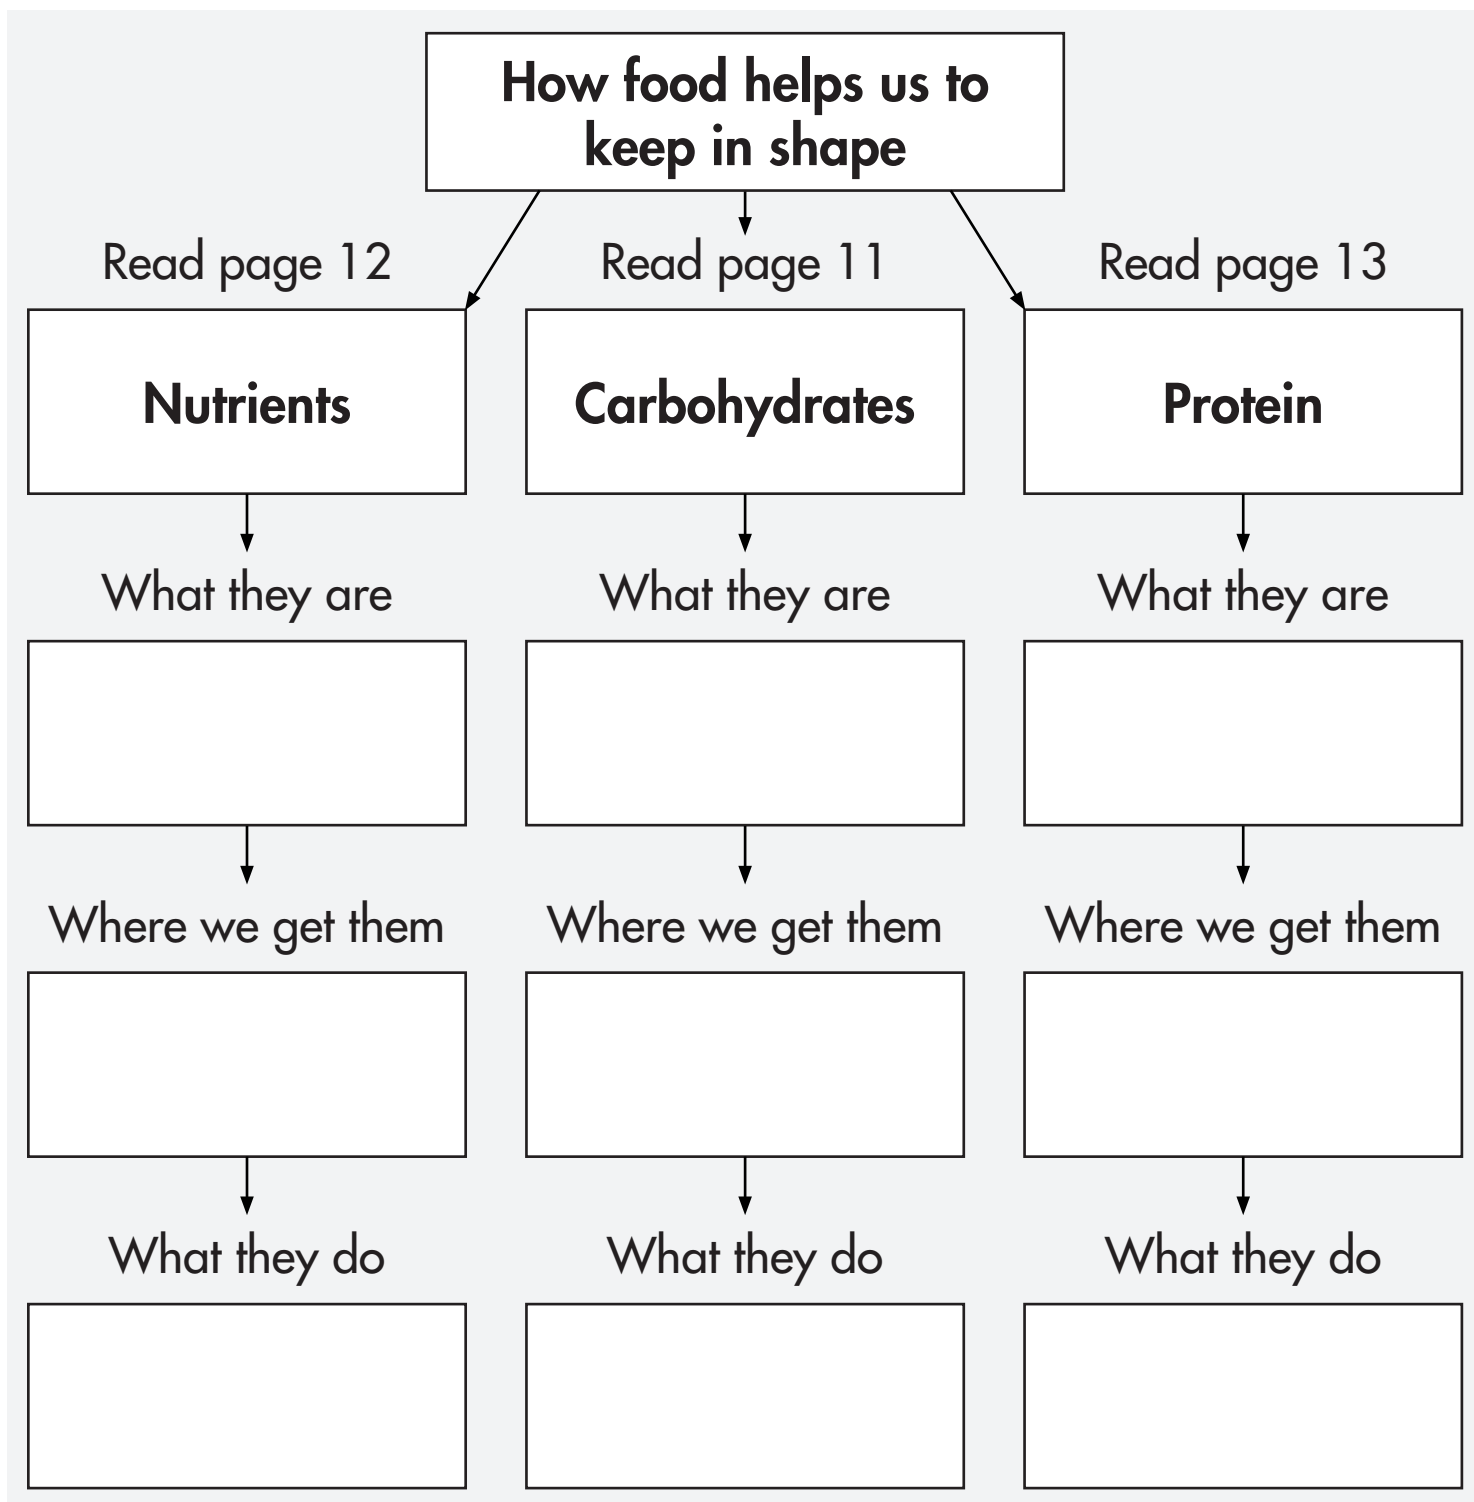 How food helps us to
keep in shape
Read page 12
Read page 11
Read page 13
Nutrients
Carbohydrates
Protein
What they are
What they are
What they are
Where we get them
Where we get them
Where we get them
What they do
What they do
What they do